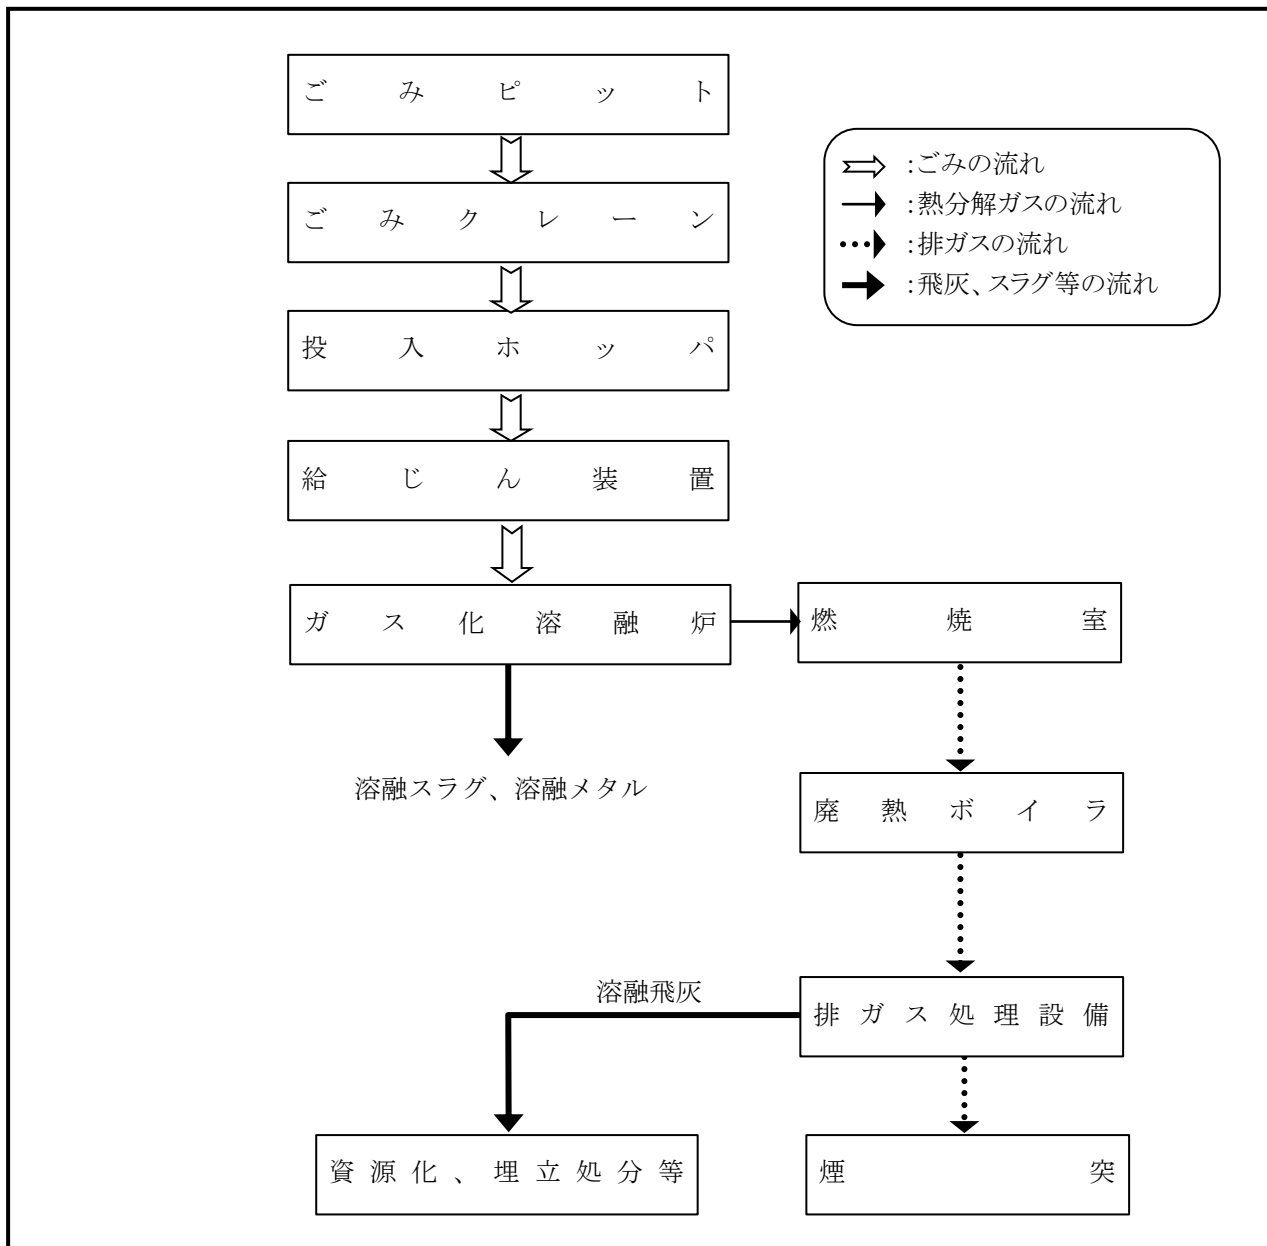 ごみピット
ごみクレーン
投入ホッパ
給じん装置
ガス化溶融炉
溶融スラグ、溶融メタル
:ごみの流れ
:熱分解ガスの流れ
:排ガスの流れ
:飛灰、スラグ等の流れ
燃焼室
廃熱ボイラ
排ガス処理設備
溶融飛灰
資源化、埋立処分等
煙突